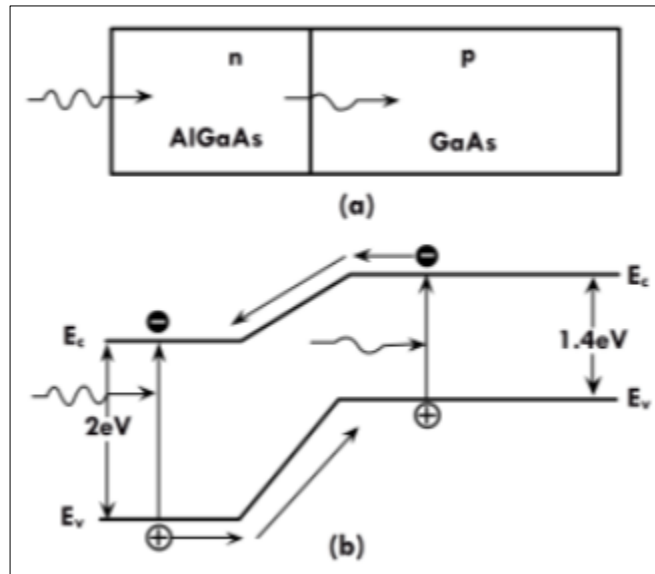 n p
AlGaAs GaAs
(a)
− Ec
− Ec
1.4eV
2eV
Ev
+
Ev
+
(b)